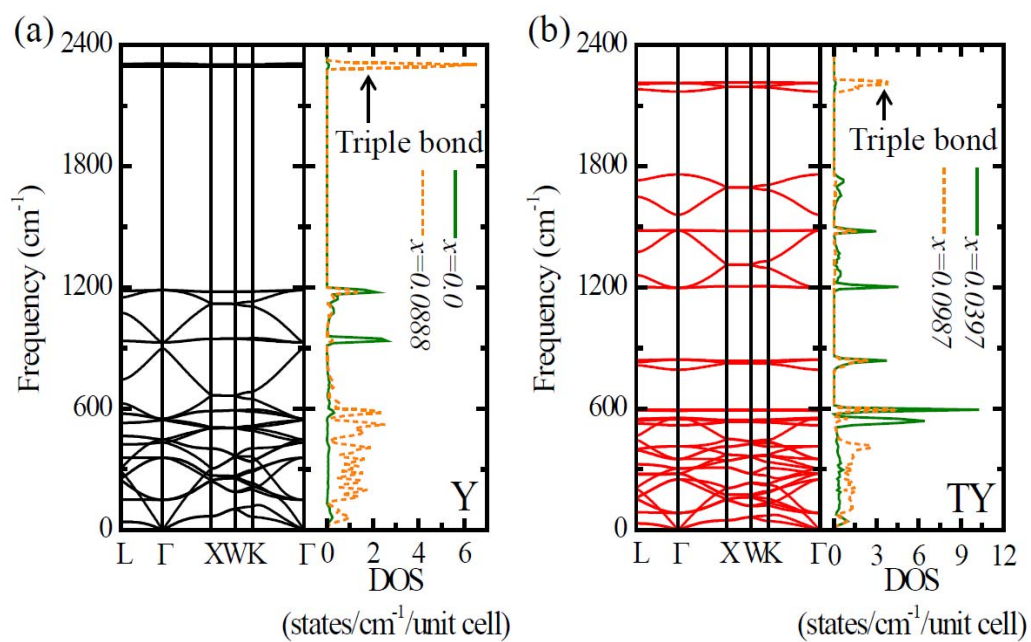 (a)
2400
1800
1200
600
0
Frequency (cm⁻¹)
L Γ X W K Γ
Triple bond
x=0.0
x=0.0888
Y
0 2 4 6
DOS
(states/cm⁻¹/unit cell)
(b)
2400
1800
1200
600
0
Frequency (cm⁻¹)
L Γ X W K Γ
Triple bond
x=0.0397
x=0.0987
TY
0 3 6 9 12
DOS
(states/cm⁻¹/unit cell)